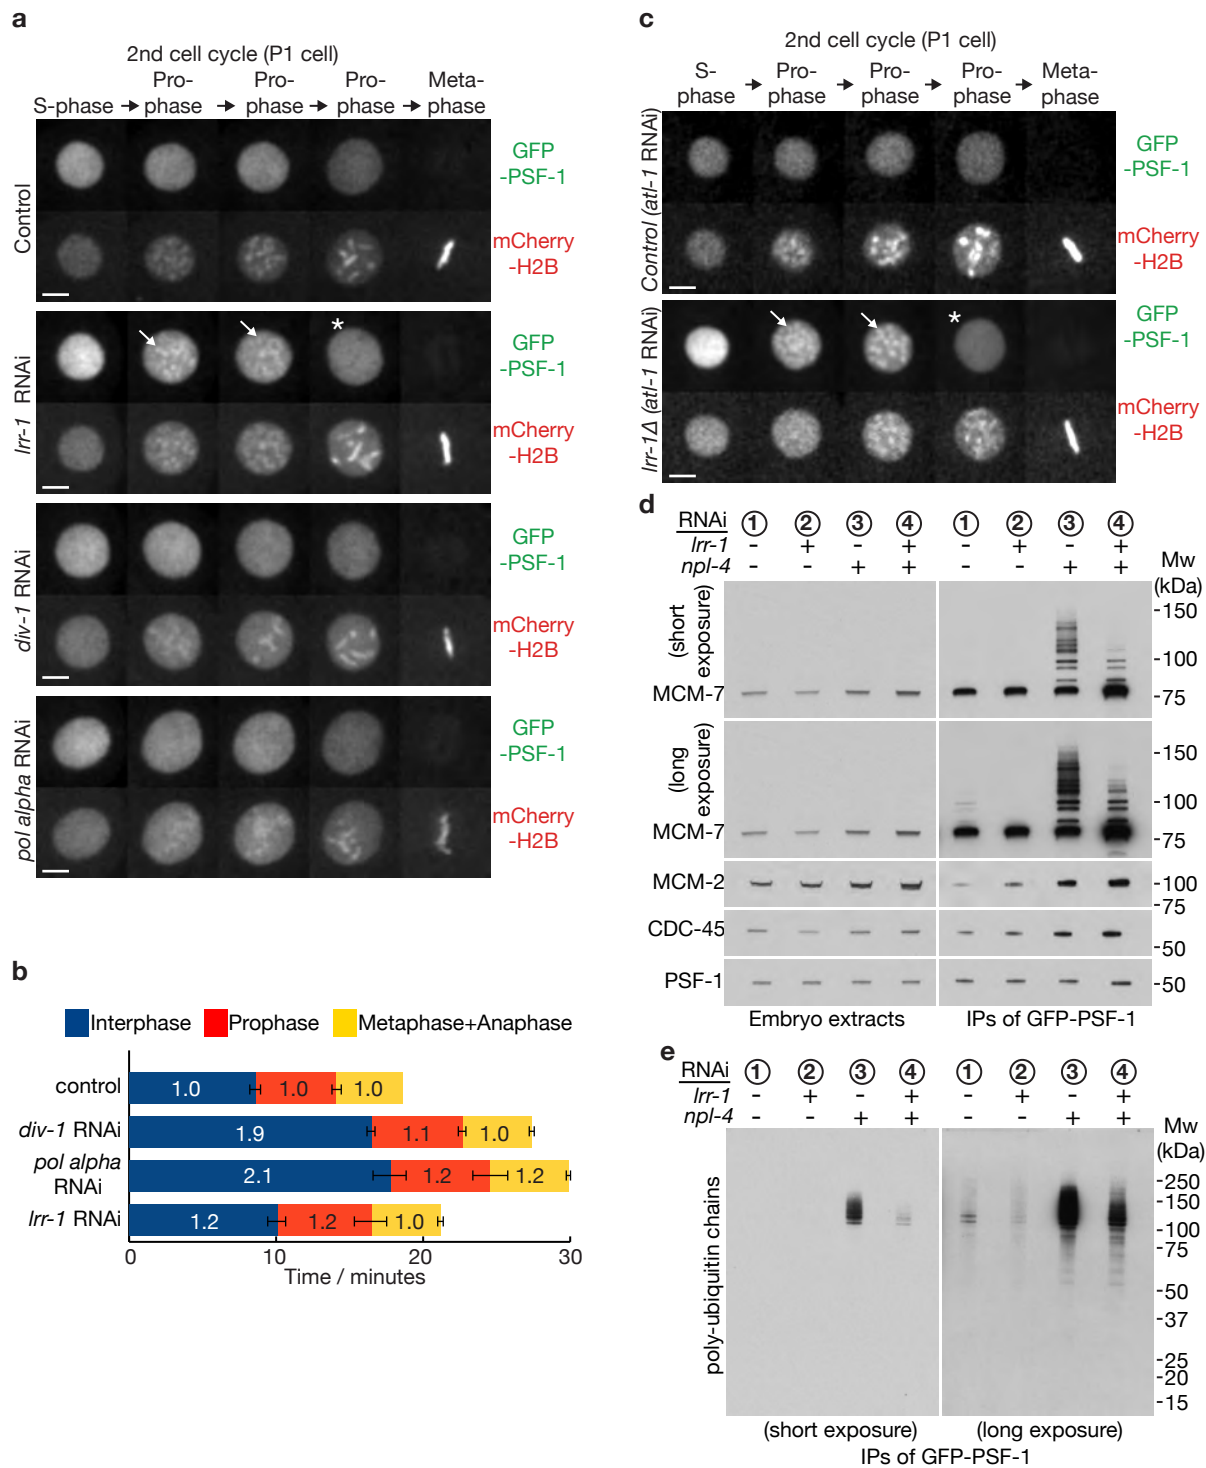 a
2nd cell cycle (P1 cell)
S-phase → Pro-phase → Pro-phase → Pro-phase → Meta-phase
Control
GFP
-PSF-1
mCherry
-H2B
lrr-1 RNAi
*
GFP
-PSF-1
mCherry
-H2B
div-1 RNAi
GFP
-PSF-1
mCherry
-H2B
pol alpha RNAi
GFP
-PSF-1
mCherry
-H2B
b
Interphase Prophase Metaphase+Anaphase
control 1.0 1.0 1.0
div-1 RNAi 1.9 1.1 1.0
pol alpha
RNAi 2.1 1.2 1.2
lrr-1 RNAi 1.2 1.2 1.0
0 10 20 30
Time / minutes
c
2nd cell cycle (P1 cell)
S-phase → Pro-phase → Pro-phase → Pro-phase → Meta-phase
Control (atl-1 RNAi)
GFP
-PSF-1
mCherry
-H2B
lrr-1Δ (atl-1 RNAi)
*
GFP
-PSF-1
mCherry
-H2B
d
RNAi ① ② ③ ④ ① ② ③ ④
lrr-1 - + - + - + - +
npl-4 - - + + - - + +
Mw
(kDa)
(short
exposure)
MCM-7
-150
-100
-75
(long
exposure)
MCM-7
-150
-100
-75
MCM-2
-100
-75
CDC-45
-50
PSF-1
-50
Embryo extracts IPs of GFP-PSF-1
e
RNAi ① ② ③ ④ ① ② ③ ④
lrr-1 - + - + - + - +
npl-4 - - + + - - + +
Mw
(kDa)
poly-ubiquitin chains
-250
-150
-100
-75
-50
-37
-25
-20
-15
(short exposure) (long exposure)
IPs of GFP-PSF-1